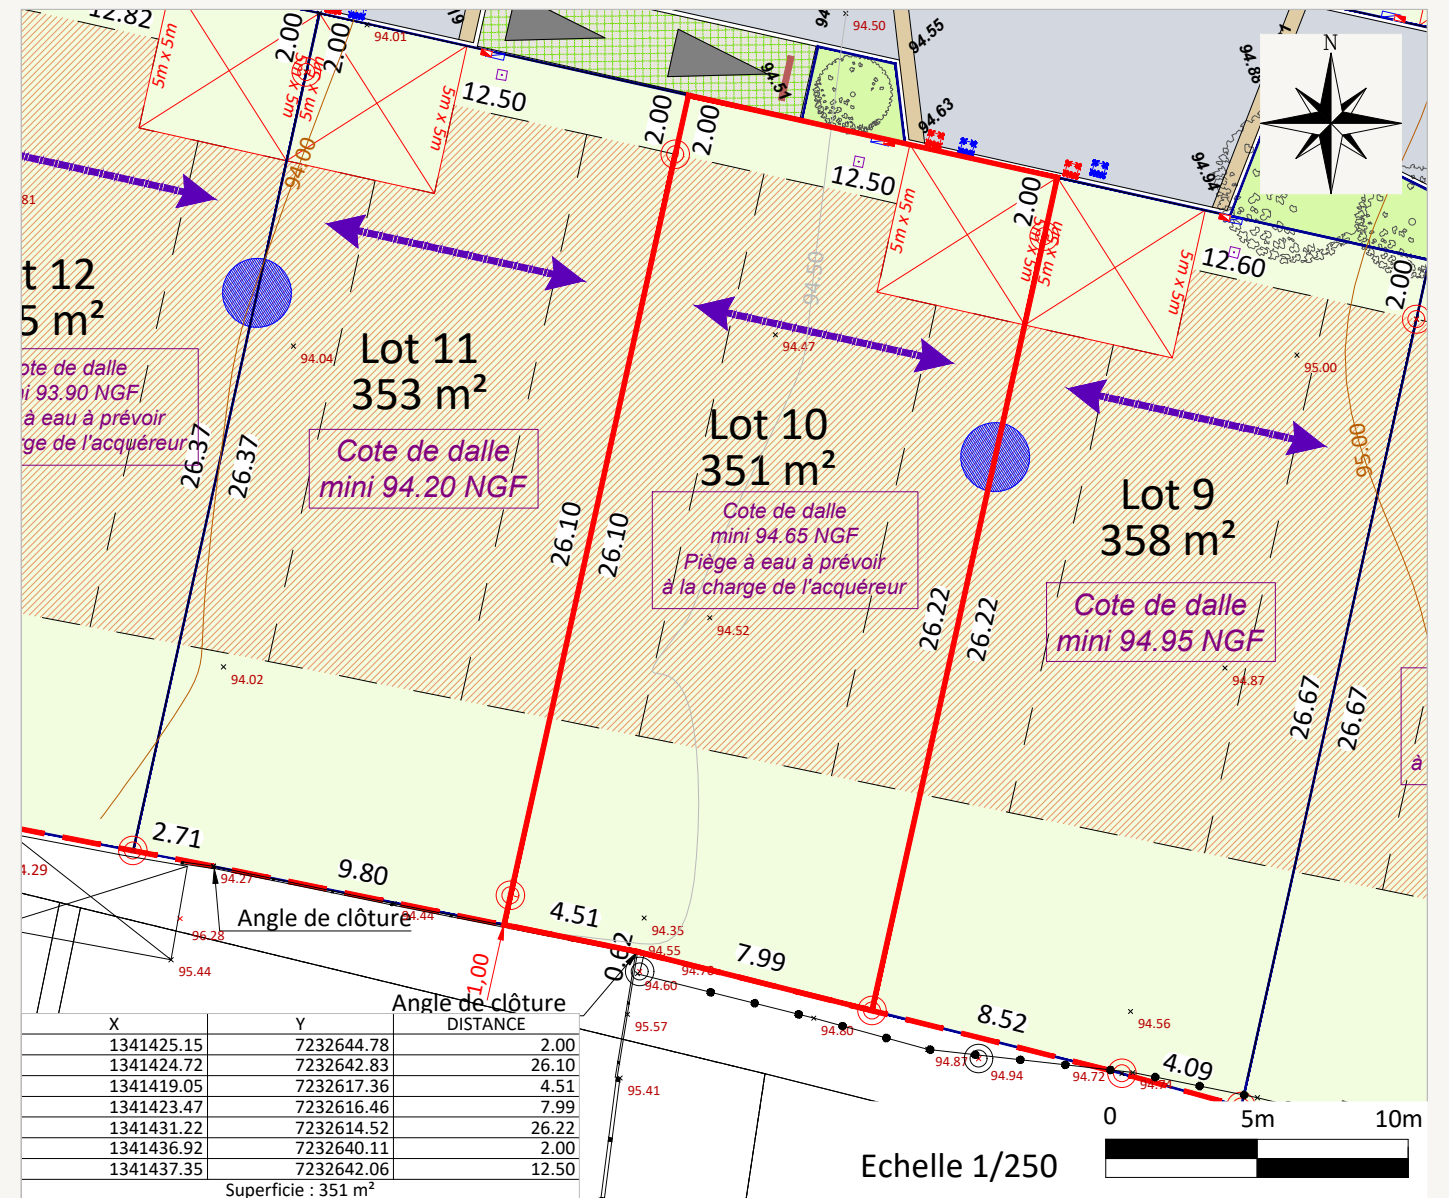 12.82
2.00
2.00
19
94.01
94.50
94.55
94.51
94.63
94.88
94.94
N
5m x 5m
5m x 5m
5m x 5m
5m x 5m
12.50
2.00
2.00
12.50
5m x 5m
2.00
5m x 5m
5m x 5m
5m x 5m
12.60
2.00
94.00
94.50
95.00
95.00
81
t 12
5 m²
ote de dalle
ni 93.90 NGF
à eau à prévoir
rge de l'acquéreur
94.04
Lot 11
353 m²
Cote de dalle
mini 94.20 NGF
94.47
Lot 10
351 m²
Cote de dalle
mini 94.65 NGF
Piège à eau à prévoir
à la charge de l'acquéreur
94.52
Lot 9
358 m²
Cote de dalle
mini 94.95 NGF
94.87
à
26.37
26.37
26.10
26.10
26.22
26.22
26.67
26.67
94.02
2.71
9.80
4.51
7.99
8.52
4.09
4.29
94.27
94.44
Angle de clôture
96.28
95.44
1,00
0.62
94.35
94.55
94.60
94.80
94.87
94.94
94.72
94.56
95.57
95.41
Angle de clôture
X Y DISTANCE
1341425.15 7232644.78 2.00
1341424.72 7232642.83 26.10
1341419.05 7232617.36 4.51
1341423.47 7232616.46 7.99
1341431.22 7232614.52 26.22
1341436.92 7232640.11 2.00
1341437.35 7232642.06 12.50
Superficie : 351 m²
Echelle 1/250
0 5m 10m